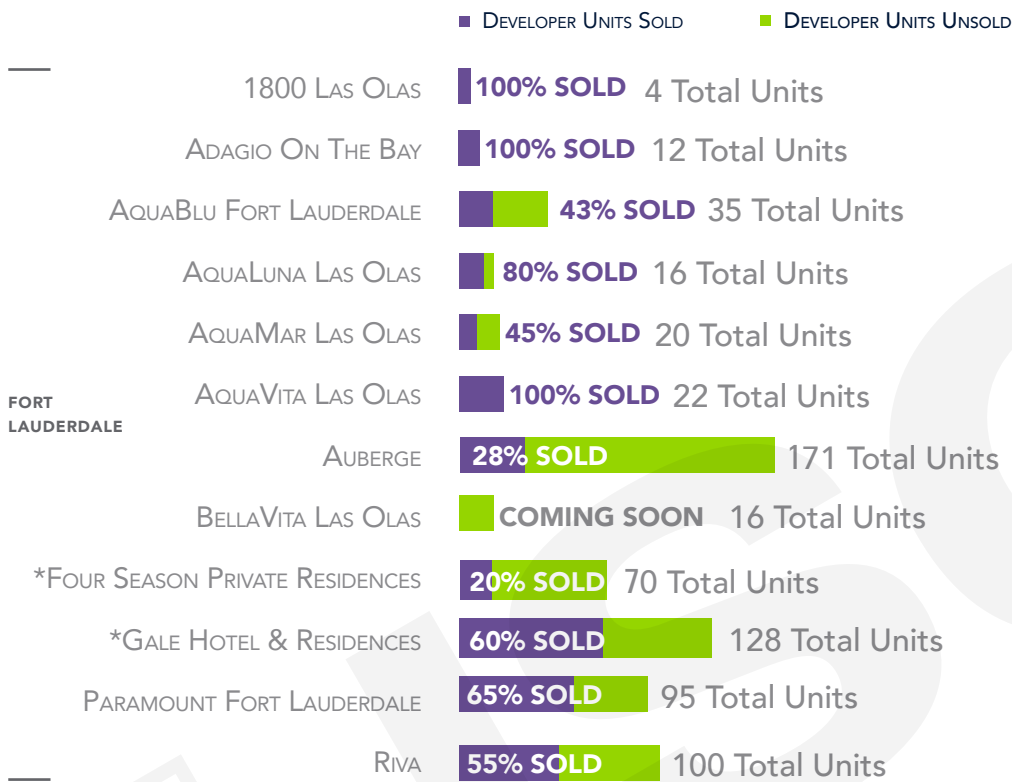 Developer Units Sold Developer Units Unsold
1800 Las Olas 100% SOLD 4 Total Units
Adagio On The Bay 100% SOLD 12 Total Units
AquaBlu Fort Lauderdale 43% SOLD 35 Total Units
AquaLuna Las Olas 80% SOLD 16 Total Units
AquaMar Las Olas 45% SOLD 20 Total Units
FORT
LAUDERDALE
AquaVita Las Olas 100% SOLD 22 Total Units
Auberge 28% SOLD 171 Total Units
BellaVita Las Olas COMING SOON 16 Total Units
*Four Season Private Residences 20% SOLD 70 Total Units
*Gale Hotel & Residences 60% SOLD 128 Total Units
Paramount Fort Lauderdale 65% SOLD 95 Total Units
Riva 55% SOLD 100 Total Units